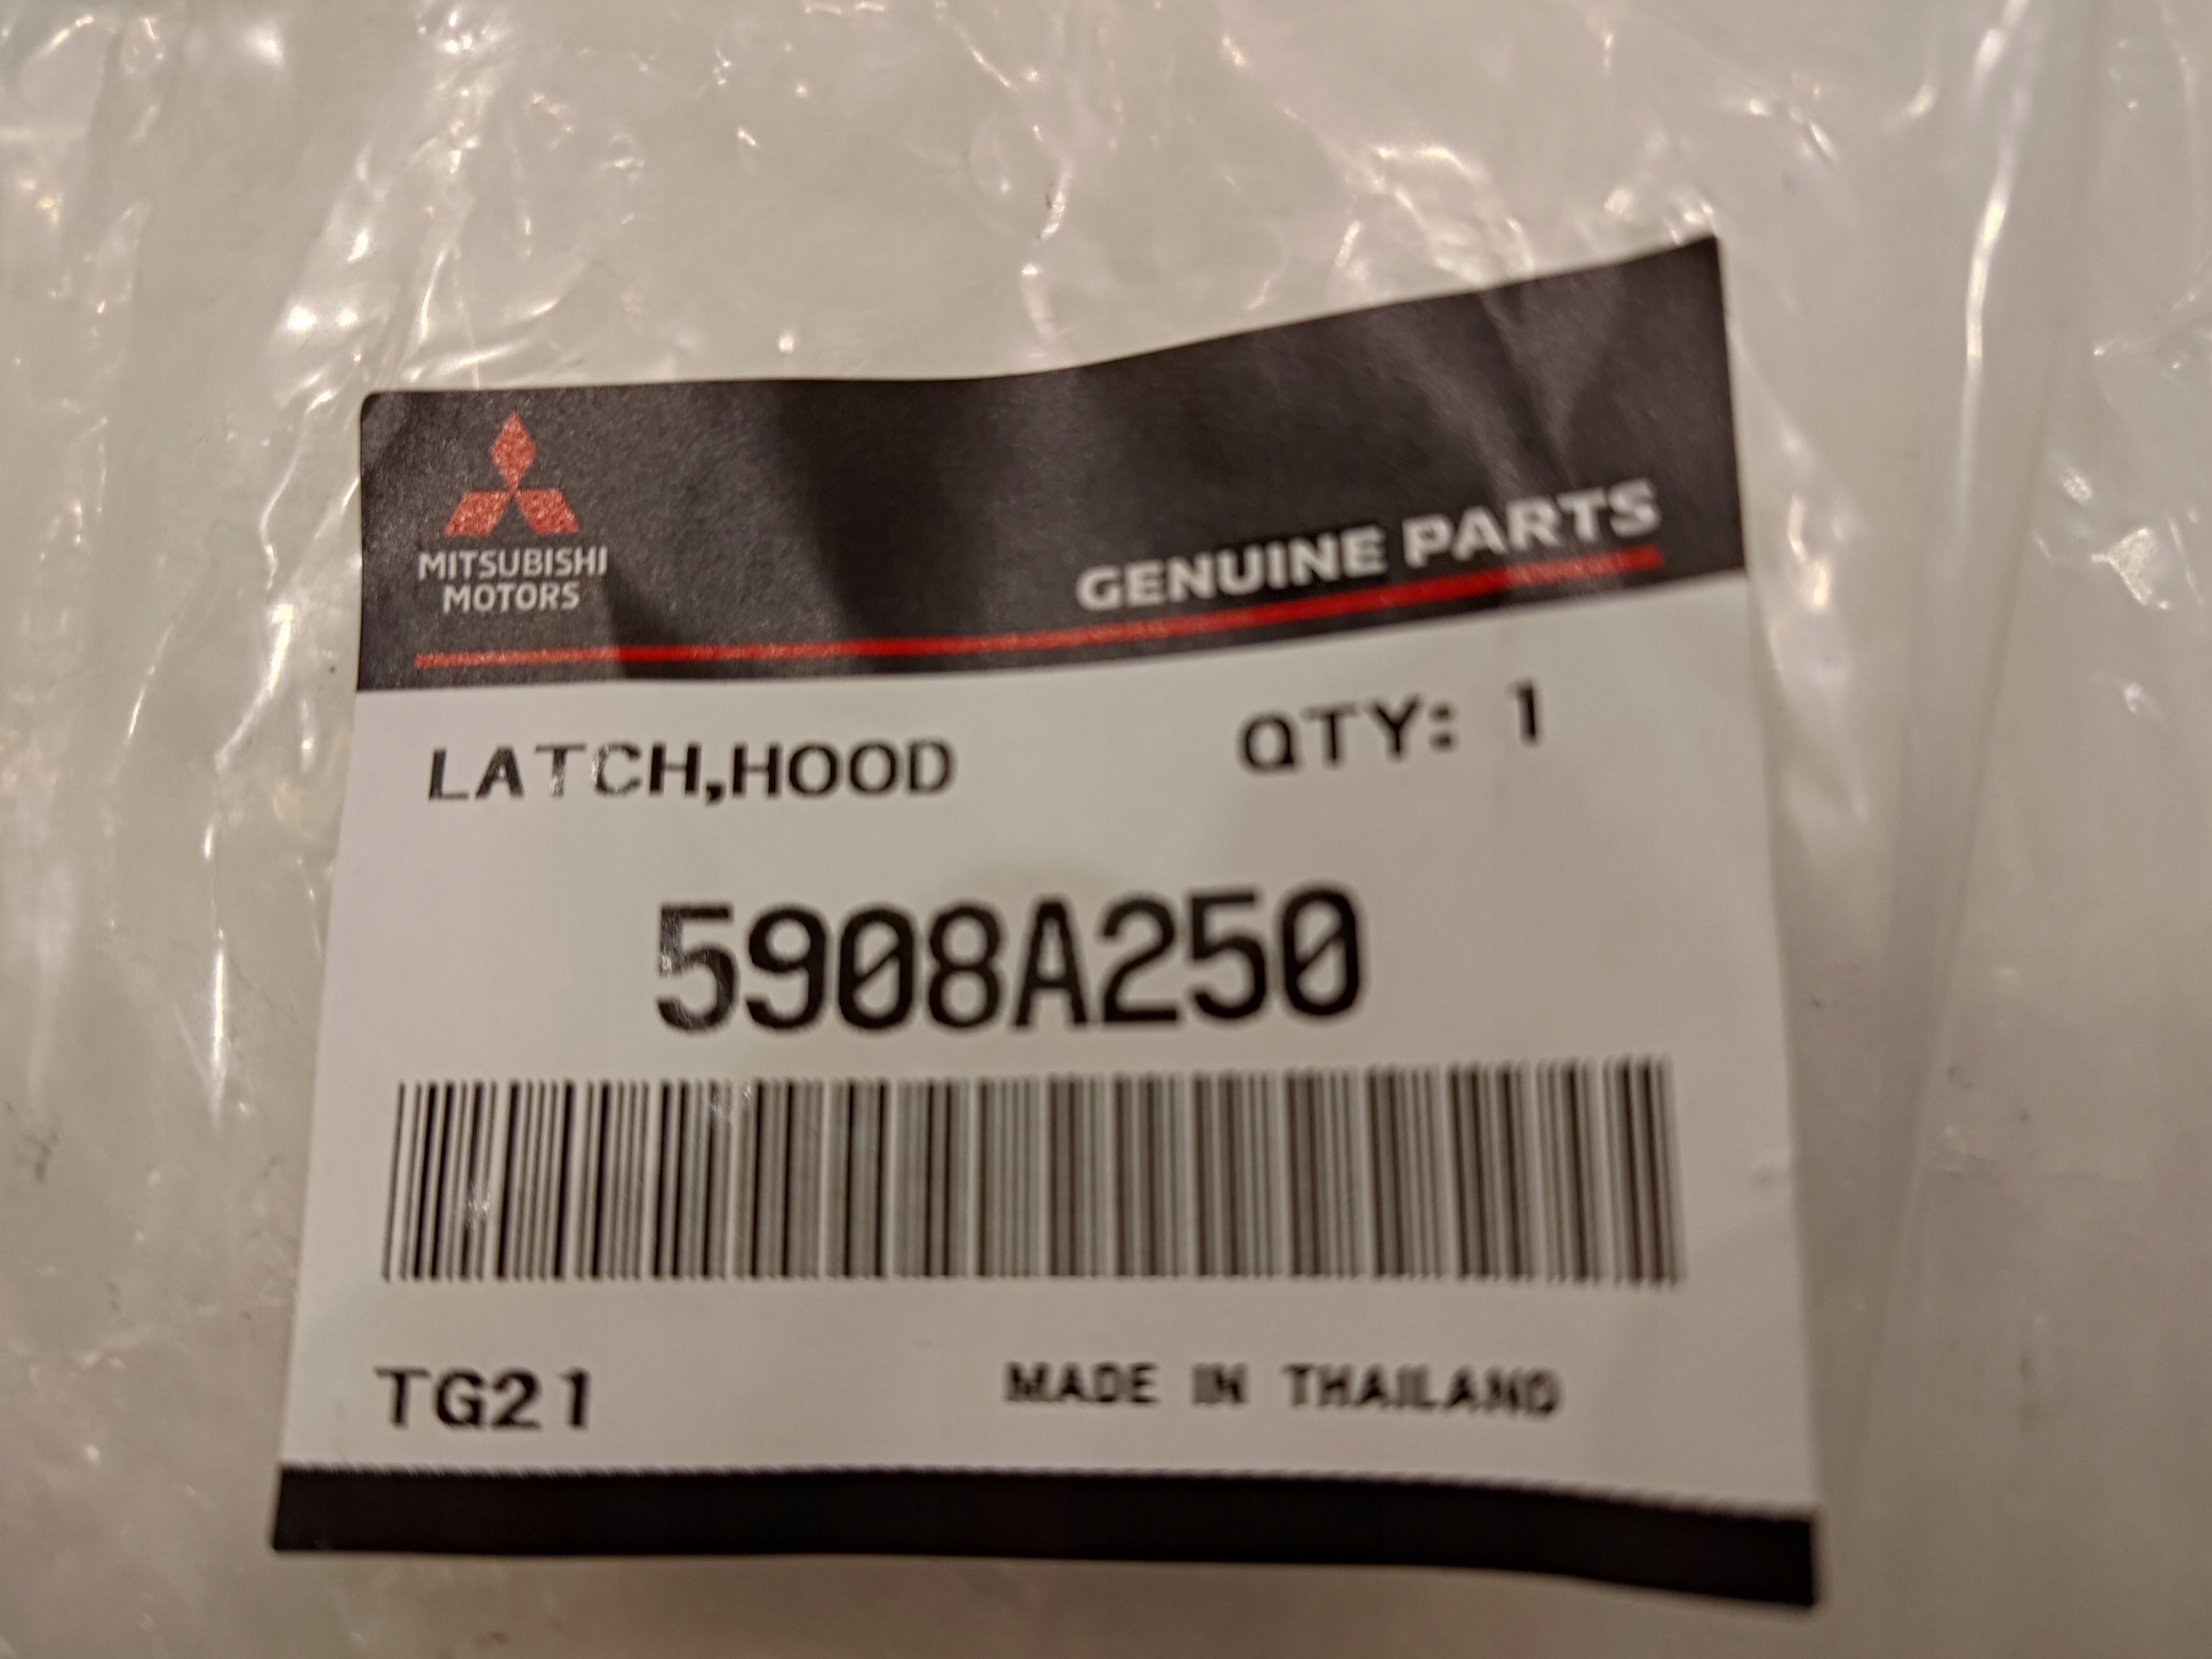 MITSUBISHI
MOTORS
GENUINE PARTS
LATCH,HOOD QTY: 1
5908A250
TG21 MADE IN THAILAND